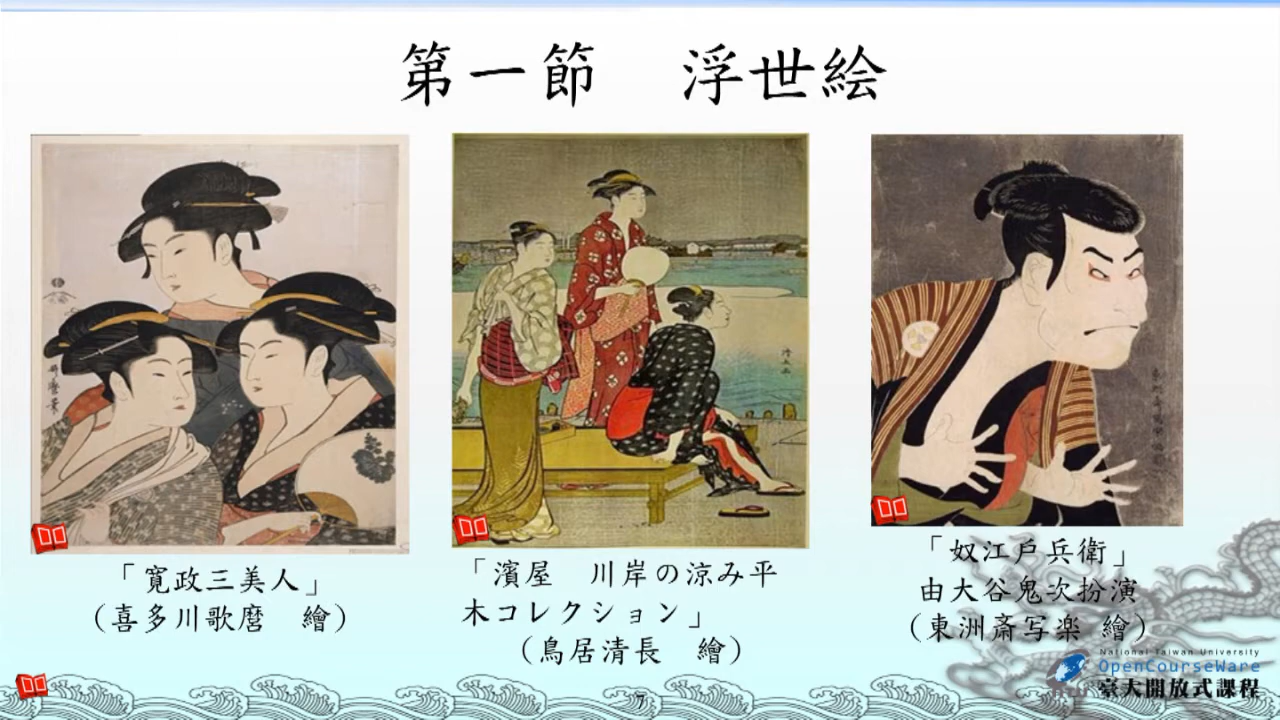 第一節　浮世絵
「寛政三美人」
（喜多川歌麿　繪）
「濱屋　川岸の涼み平
木コレクション」
（鳥居清長　繪）
「奴江戶兵衛」
由大谷鬼次扮演
（東洲斎写楽 繪）
7
National Taiwan University
OpenCourseWare
臺大開放式課程